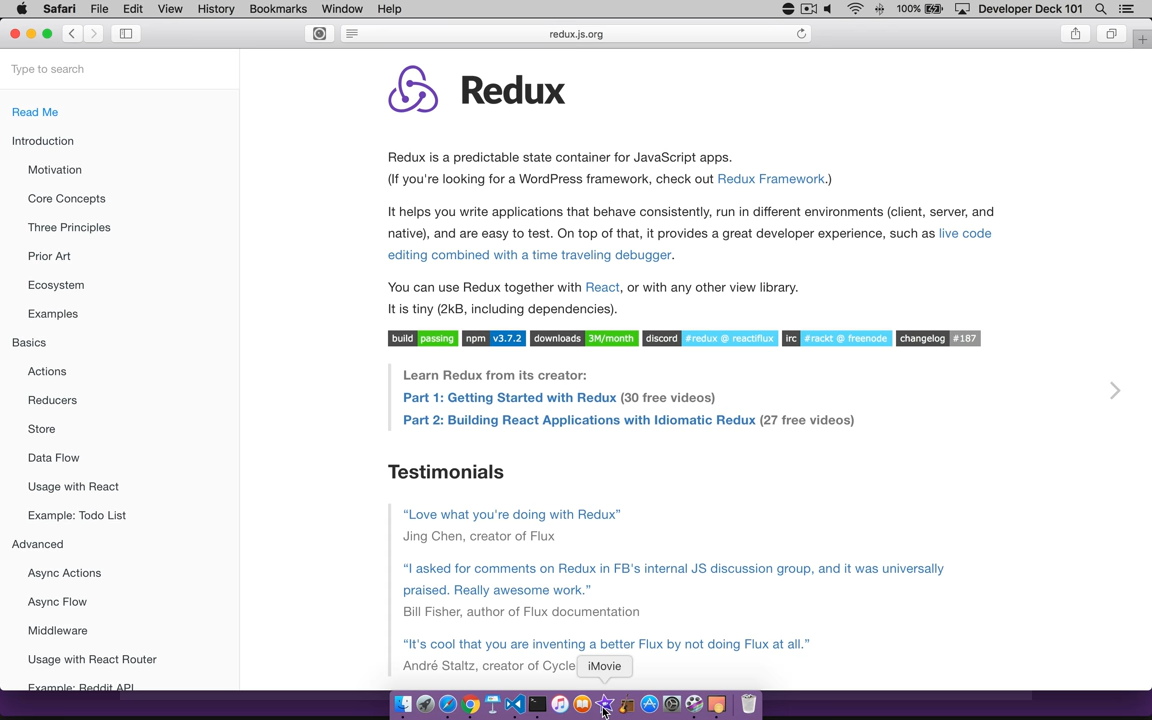 Safari File Edit View History Bookmarks Window Help 100% Developer Deck 101
redux.js.org
Type to search
Read Me
Introduction
Motivation
Core Concepts
Three Principles
Prior Art
Ecosystem
Examples
Basics
Actions
Reducers
Store
Data Flow
Usage with React
Example: Todo List
Advanced
Async Actions
Async Flow
Middleware
Usage with React Router
Example: Reddit API
Redux
Redux is a predictable state container for JavaScript apps.
(If you're looking for a WordPress framework, check out Redux Framework.)
It helps you write applications that behave consistently, run in different environments (client, server, and
native), and are easy to test. On top of that, it provides a great developer experience, such as live code
editing combined with a time traveling debugger.
You can use Redux together with React, or with any other view library.
It is tiny (2kB, including dependencies).
build passing npm v3.7.2 downloads 3M/month discord #redux @ reactiflux irc #rackt @ freenode changelog #187
Learn Redux from its creator:
Part 1: Getting Started with Redux (30 free videos)
Part 2: Building React Applications with Idiomatic Redux (27 free videos)
Testimonials
“Love what you're doing with Redux”
Jing Chen, creator of Flux
“I asked for comments on Redux in FB's internal JS discussion group, and it was universally
praised. Really awesome work.”
Bill Fisher, author of Flux documentation
“It's cool that you are inventing a better Flux by not doing Flux at all.”
André Staltz, creator of Cycle
iMovie